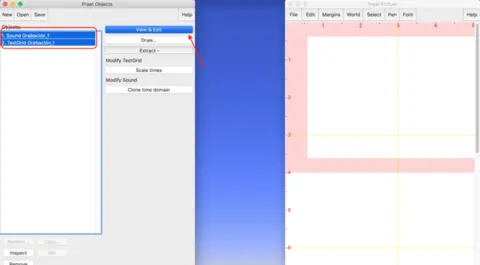 Praat Objects
New Open Save Help
Objects:
1. Sound Grabación_1
2. TextGrid Grabación_1
View & Edit
Draw...
Extract -
Modify TextGrid
Scale times
Modify Sound
Clone time domain
Rename... Copy...
Inspect Info
Remove
Praat Picture
File Edit Margins World Select Pen Font Help
1 2 3 4 5
1
2
3
4
5
6